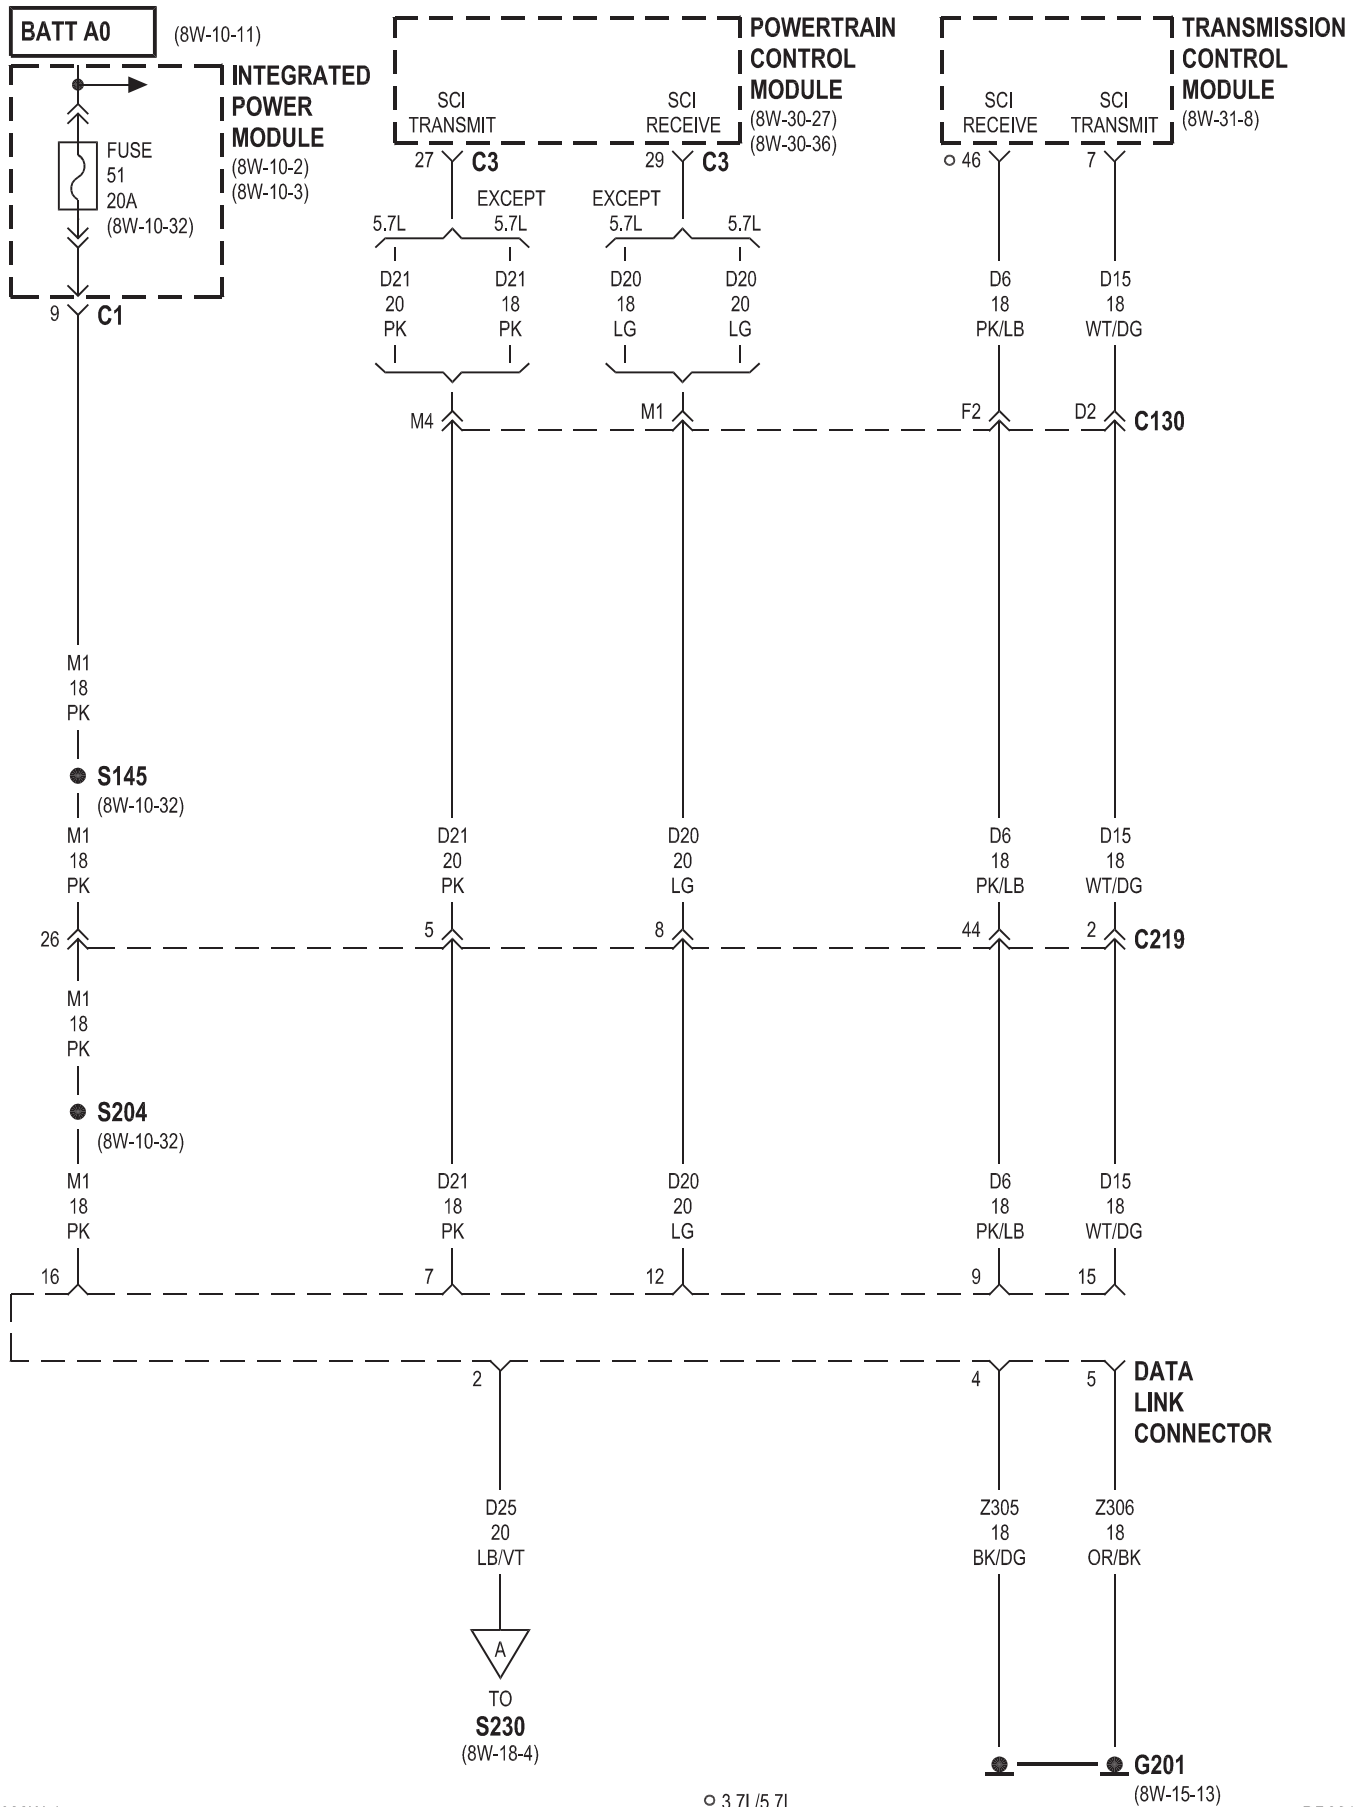 BATT A0
(8W-10-11)
INTEGRATED
POWER
MODULE
(8W-10-2)
(8W-10-3)
FUSE
51
20A
(8W-10-32)
9 C1
POWERTRAIN
CONTROL
MODULE
(8W-30-27)
(8W-30-36)
SCI
TRANSMIT
SCI
RECEIVE
27 C3
29 C3
TRANSMISSION
CONTROL
MODULE
(8W-31-8)
SCI
RECEIVE
SCI
TRANSMIT
46
7
EXCEPT
5.7L 5.7L
EXCEPT
5.7L 5.7L
D21 D21 D20 D20 D6 D15
20 18 18 20 18 18
PK PK LG LG PK/LB WT/DG
M4 M1 F2 D2 C130
M1
18
PK
S145
(8W-10-32)
M1 D21 D20 D6 D15
18 20 20 18 18
PK PK LG PK/LB WT/DG
26 5 8 44 2 C219
M1
18
PK
S204
(8W-10-32)
M1 D21 D20 D6 D15
18 18 20 18 18
PK PK LG PK/LB WT/DG
16 7 12 9 15
2 4 5
DATA
LINK
CONNECTOR
D25 Z305 Z306
20 18 18
LB/VT BK/DG OR/BK
A
TO
S230
(8W-18-4)
G201
(8W-15-13)
3.7L/5.7L